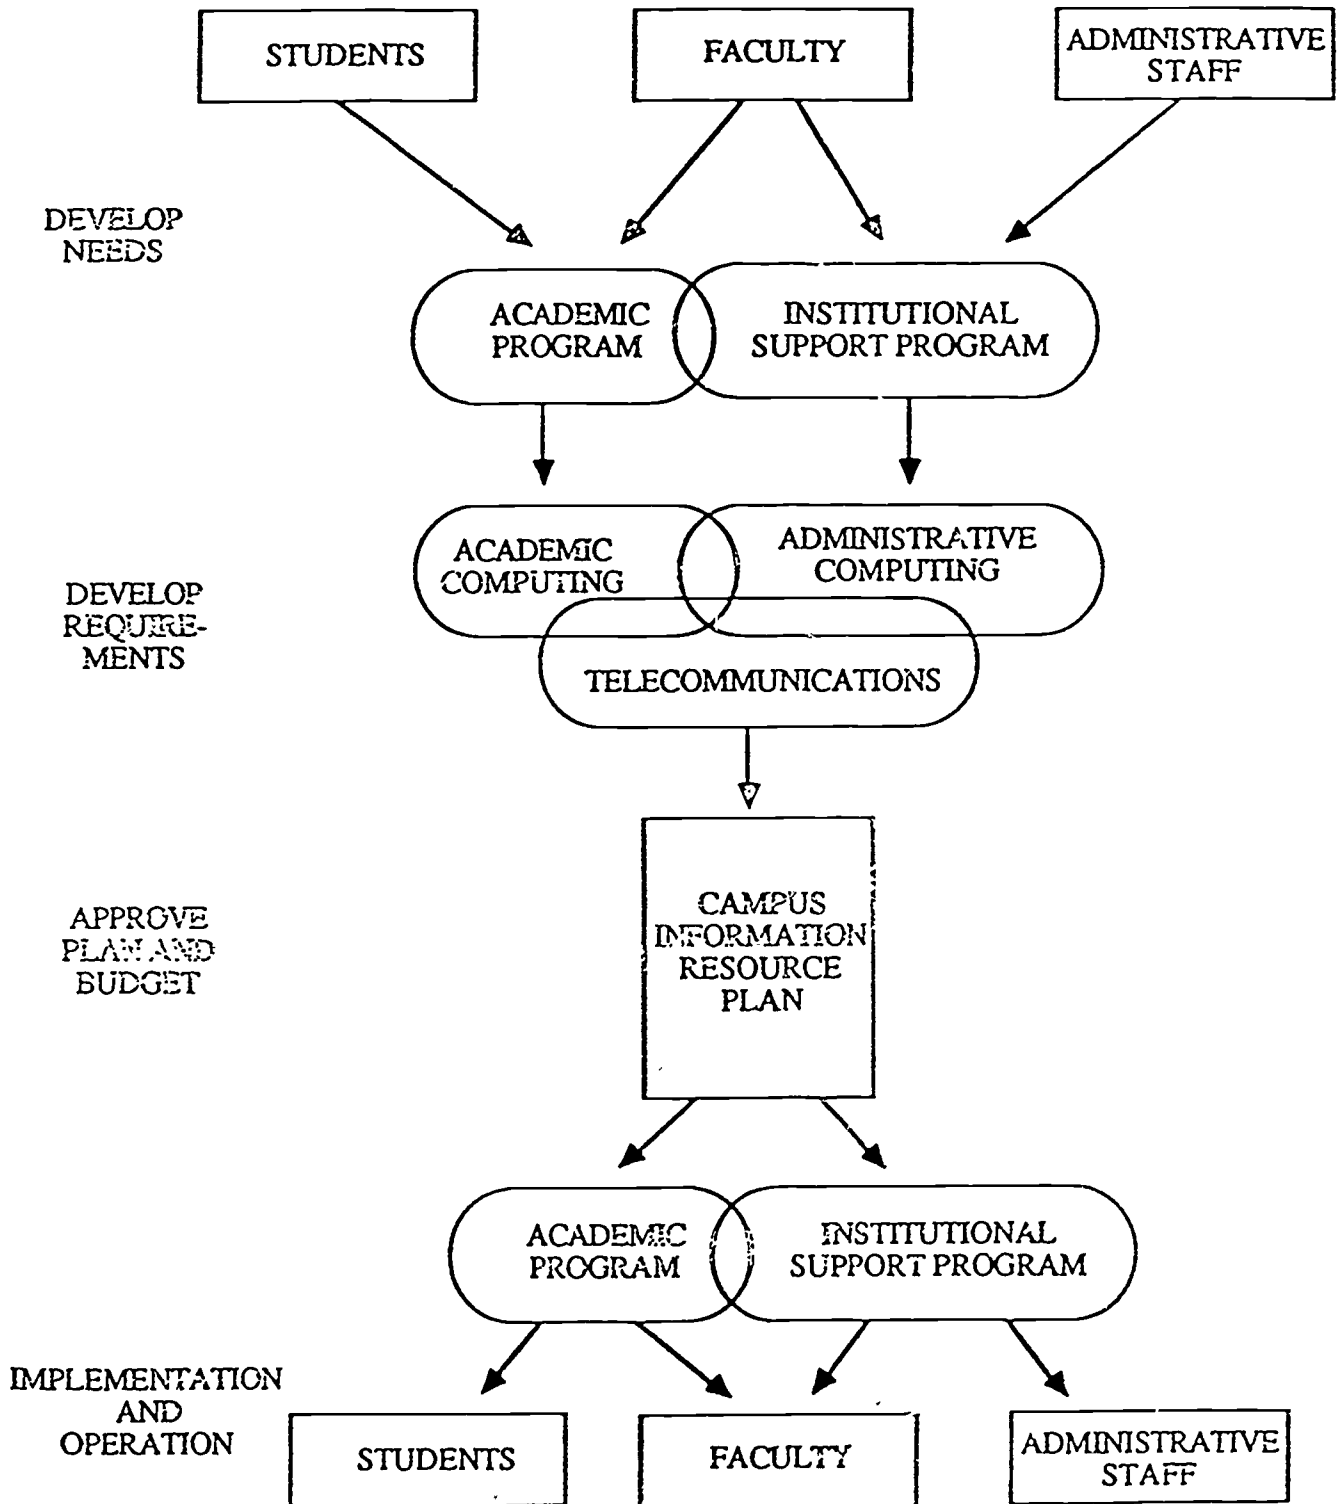 STUDENTS
FACULTY
ADMINISTRATIVE
STAFF
DEVELOP
NEEDS
ACADEMIC
PROGRAM
INSTITUTIONAL
SUPPORT PROGRAM
ACADEMIC
COMPUTING
ADMINISTRATIVE
COMPUTING
DEVELOP
REQUIRE-
MENTS
TELECOMMUNICATIONS
APPROVE
PLAN AND
BUDGET
CAMPUS
INFORMATION
RESOURCE
PLAN
ACADEMIC
PROGRAM
INSTITUTIONAL
SUPPORT PROGRAM
IMPLEMENTATION
AND
OPERATION
STUDENTS
FACULTY
ADMINISTRATIVE
STAFF